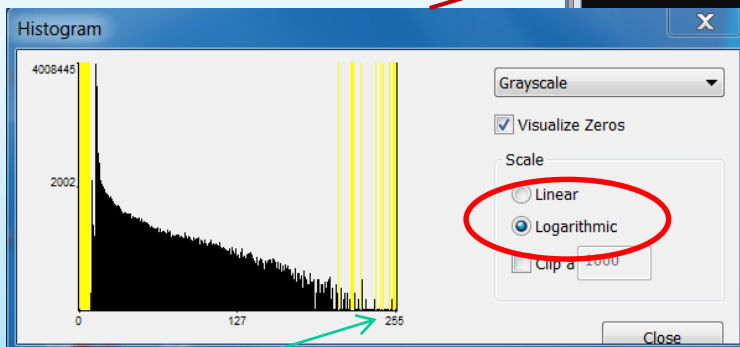 Histogram
X
4008445
2002
0
127
255
Grayscale
Visualize Zeros
Scale
Linear
Logarithmic
Clip a 1000
Close